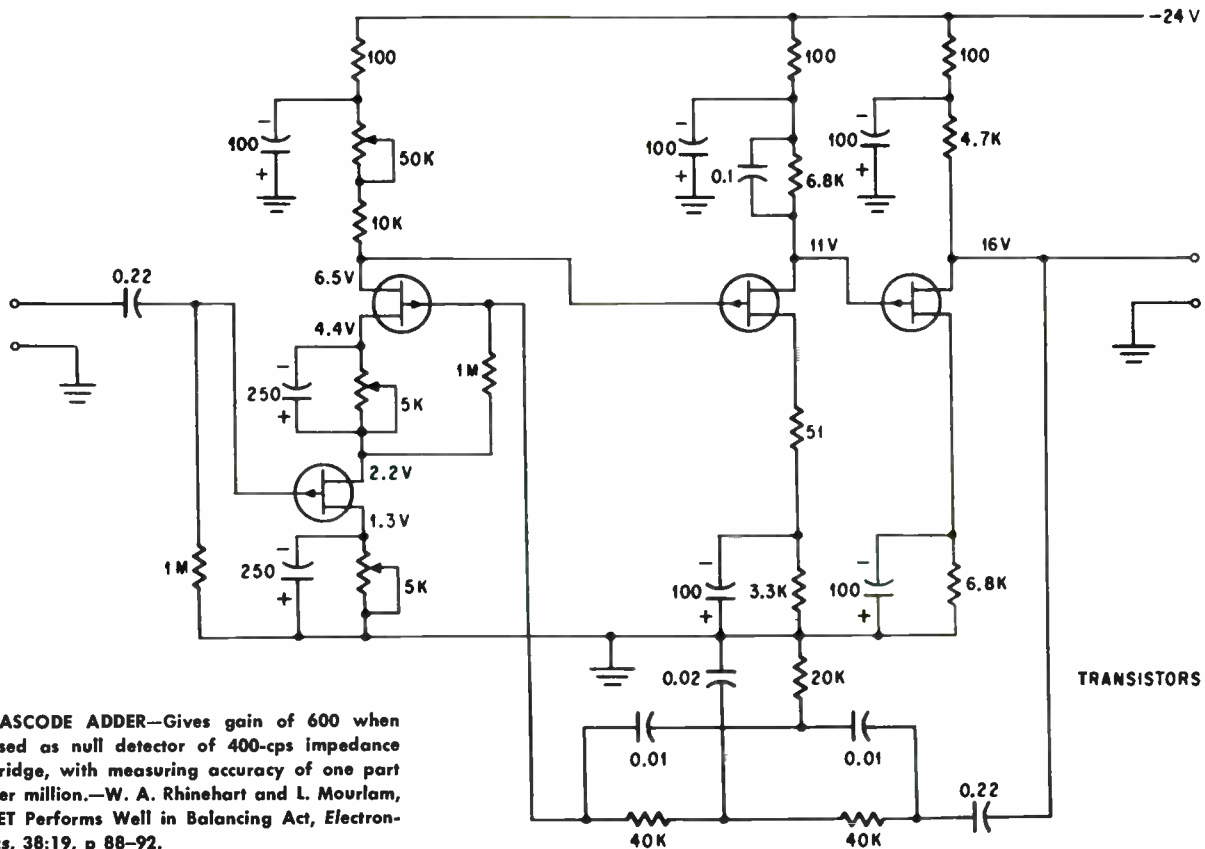 -24 V
100
100
100
100
50K
100
0.1
6.8K
100
4.7K
10K
0.22
6.5V
11V
16V
4.4V
1M
250
5K
51
2.2V
1.3V
1M
250
5K
100
3.3K
100
6.8K
0.02
20K
TRANSISTORS
0.01
0.01
0.22
40K
40K
ASCODE ADDER—Gives gain of 600 when
sed as null detector of 400-cps impedance
ridge, with measuring accuracy of one part
er million.—W. A. Rhinehart and L. Mourlam,
ET Performs Well in Balancing Act, Electron-
cs, 38:19, p 88–92.